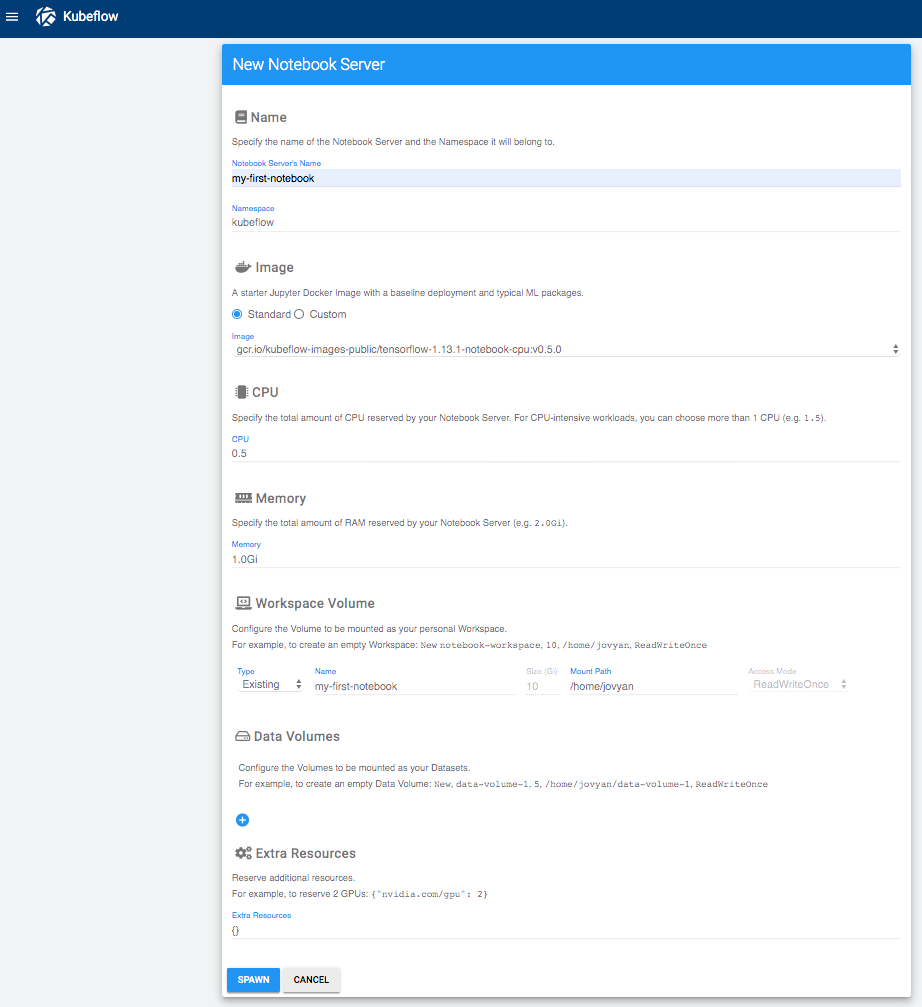 Kubeflow
New Notebook Server
Name
Specify the name of the Notebook Server and the Namespace it will belong to.
Notebook Server's Name
my-first-notebook
Namespace
kubeflow
Image
A starter Jupyter Docker Image with a baseline deployment and typical ML packages.
Standard Custom
Image
gcr.io/kubeflow-images-public/tensorflow-1.13.1-notebook-cpu:v0.5.0
CPU
Specify the total amount of CPU reserved by your Notebook Server. For CPU-intensive workloads, you can choose more than 1 CPU (e.g. 1.5).
CPU
0.5
Memory
Specify the total amount of RAM reserved by your Notebook Server (e.g. 2.0Gi).
Memory
1.0Gi
Workspace Volume
Configure the Volume to be mounted as your personal Workspace.
For example, to create an empty Workspace: New notebook-workspace, 10, /home/jovyan, ReadWriteOnce
Type Name Size (Gi) Mount Path Access Mode
Existing my-first-notebook 10 /home/jovyan ReadWriteOnce
Data Volumes
Configure the Volumes to be mounted as your Datasets.
For example, to create an empty Data Volume: New, data-volume-1, 5, /home/jovyan/data-volume-1, ReadWriteOnce
Extra Resources
Reserve additional resources.
For example, to reserve 2 GPUs: {"nvidia.com/gpu": 2}
Extra Resources
{}
SPAWN CANCEL